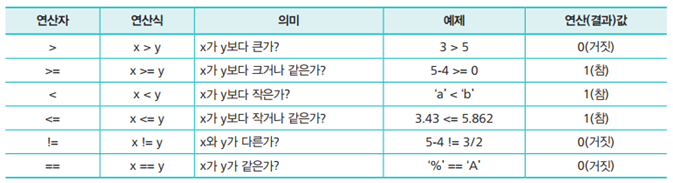 연산자 연산식 의미 예제 연산(결과)값
> x > y x가 y보다 큰가? 3 > 5 0(거짓)
>= x >= y x가 y보다 크거나 같은가? 5-4 >= 0 1(참)
< x < y x가 y보다 작은가? ‘a’ < ‘b’ 1(참)
<= x <= y x가 y보다 작거나 같은가? 3.43 <= 5.862 1(참)
!= x != y x와 y가 다른가? 5-4 != 3/2 0(거짓)
== x == y x가 y가 같은가? ‘%’ == ‘A’ 0(거짓)